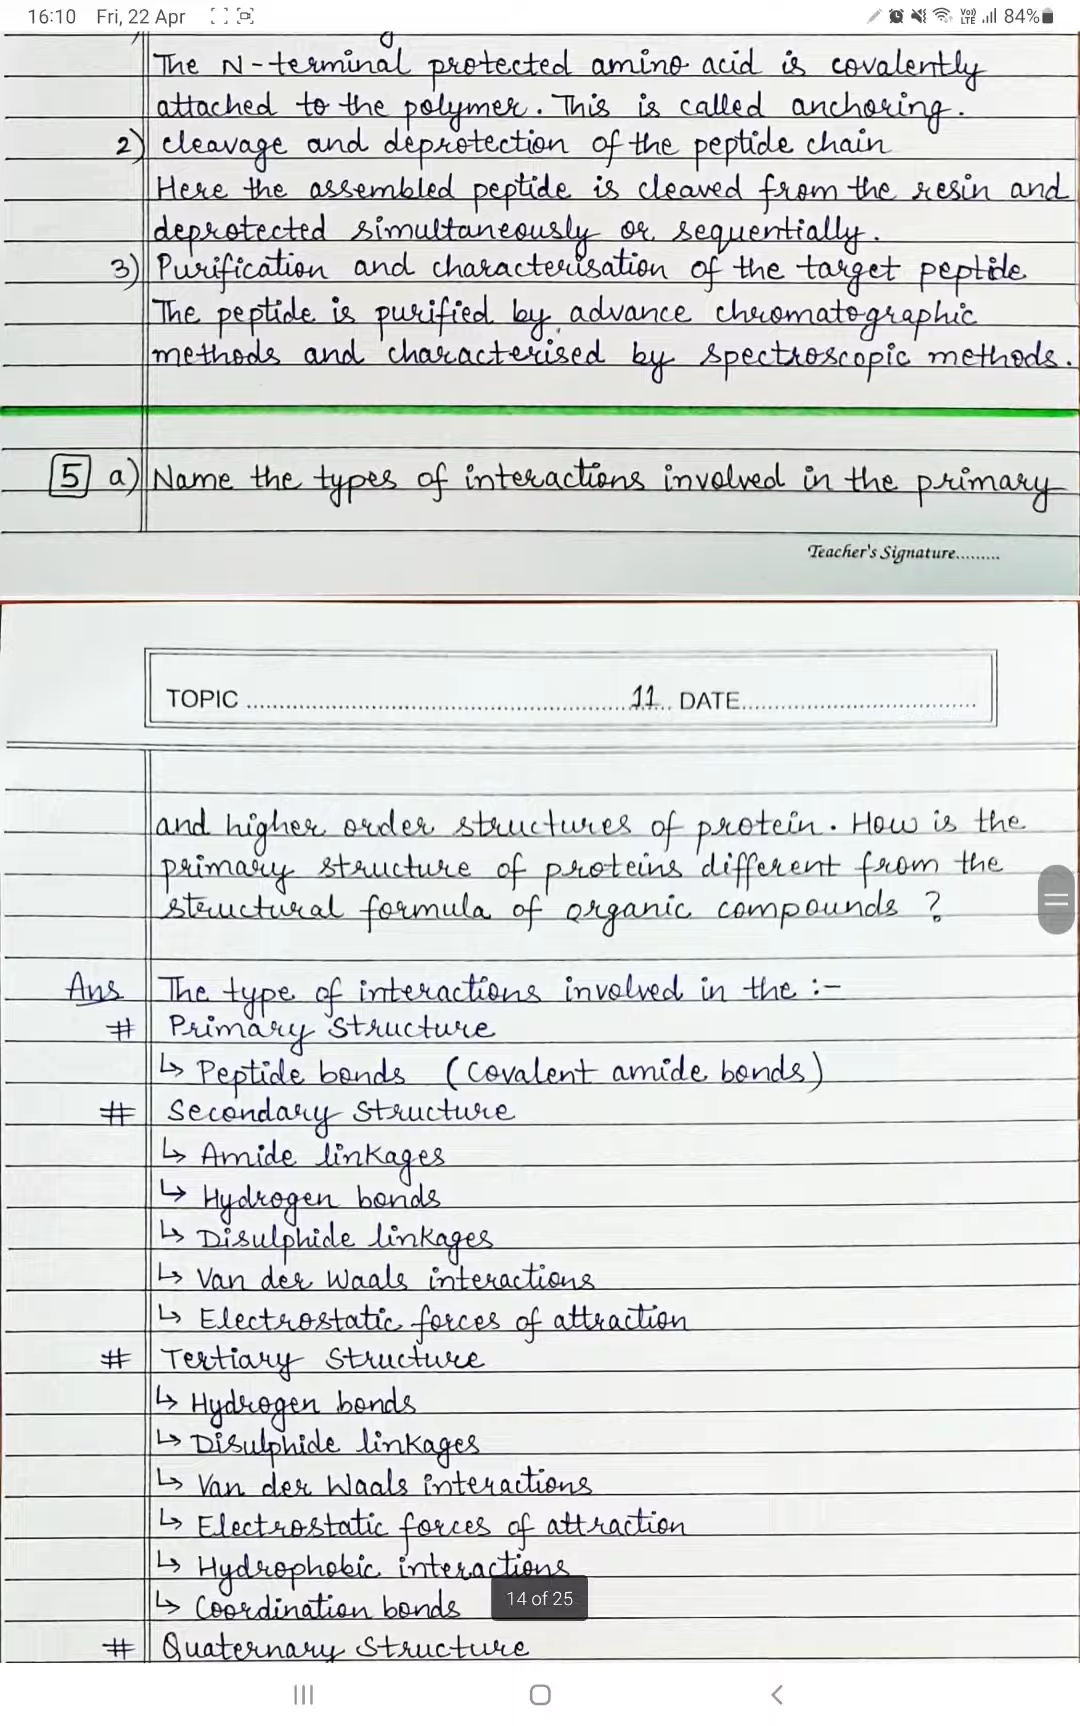 16:10 Fri, 22 Apr 84%
The N-terminal protected amino acid is covalently
attached to the polymer. This is called anchoring.
2) cleavage and deprotection of the peptide chain
Here the assembled peptide is cleaved from the resin and
deprotected simultaneously or sequentially.
3) Purification and characterisation of the target peptide
The peptide is purified by advance chromatographic
methods and characterised by spectroscopic methods.
5 a) Name the types of interactions involved in the primary
Teacher's Signature.........
TOPIC ........................................................ 11.. DATE...................................
and higher order structures of protein. How is the
primary structure of proteins different from the
structural formula of organic compounds ?
Ans The type of interactions involved in the :-
# Primary Structure
↳ Peptide bonds (Covalent amide bonds)
# Secondary Structure
↳ Amide linkages
↳ Hydrogen bonds
↳ Disulphide linkages
↳ Van der Waals interactions
↳ Electrostatic forces of attraction
# Tertiary Structure
↳ Hydrogen bonds
↳ Disulphide linkages
↳ Van der Waals interactions
↳ Electrostatic forces of attraction
↳ Hydrophobic interactions
↳ Coordination bonds
14 of 25
# Quaternary Structure